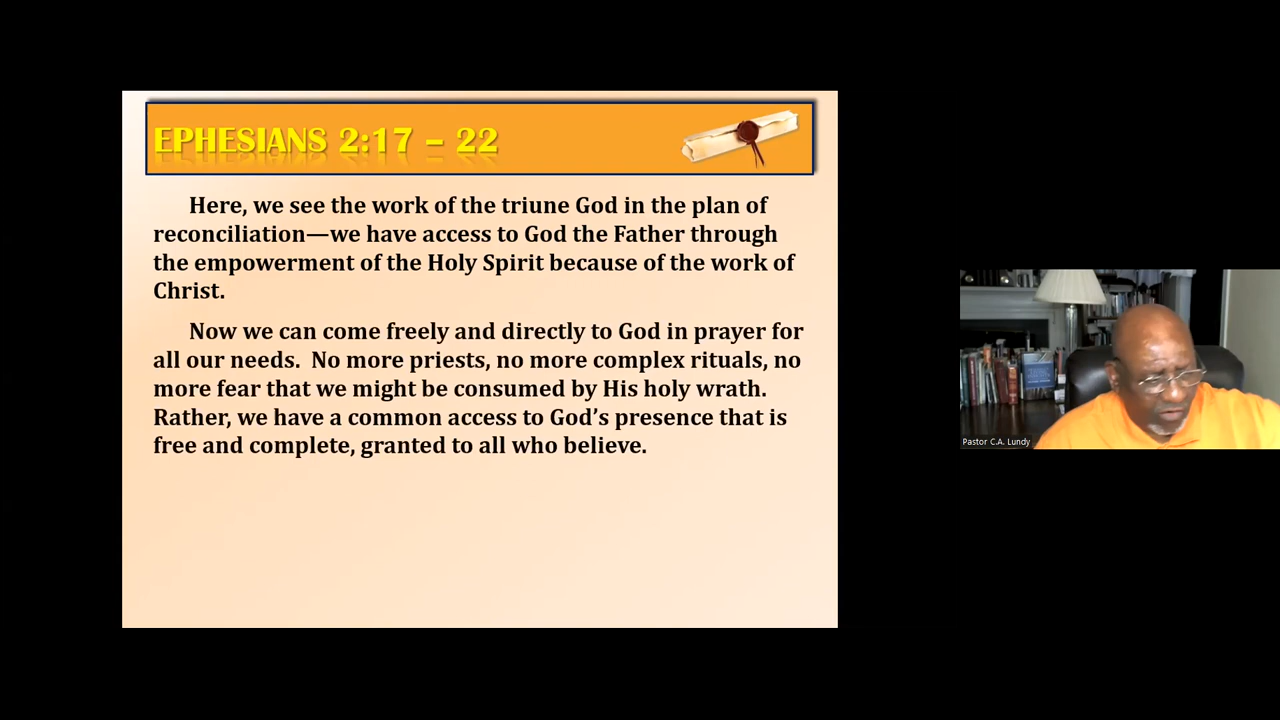 EPHESIANS 2:17 – 22
Here, we see the work of the triune God in the plan of
reconciliation—we have access to God the Father through
the empowerment of the Holy Spirit because of the work of
Christ.
Now we can come freely and directly to God in prayer for
all our needs.  No more priests, no more complex rituals, no
more fear that we might be consumed by His holy wrath.
Rather, we have a common access to God’s presence that is
free and complete, granted to all who believe.
Pastor C.A. Lundy